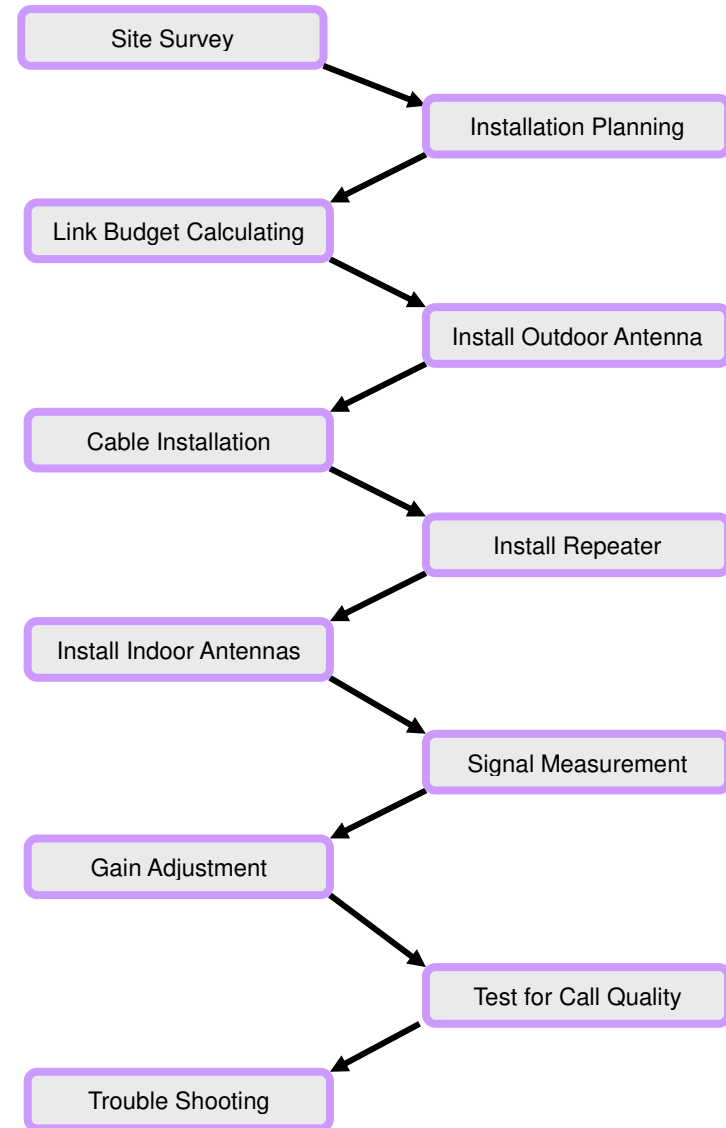 Site Survey
Installation Planning
Link Budget Calculating
Install Outdoor Antenna
Cable Installation
Install Repeater
Install Indoor Antennas
Signal Measurement
Gain Adjustment
Test for Call Quality
Trouble Shooting